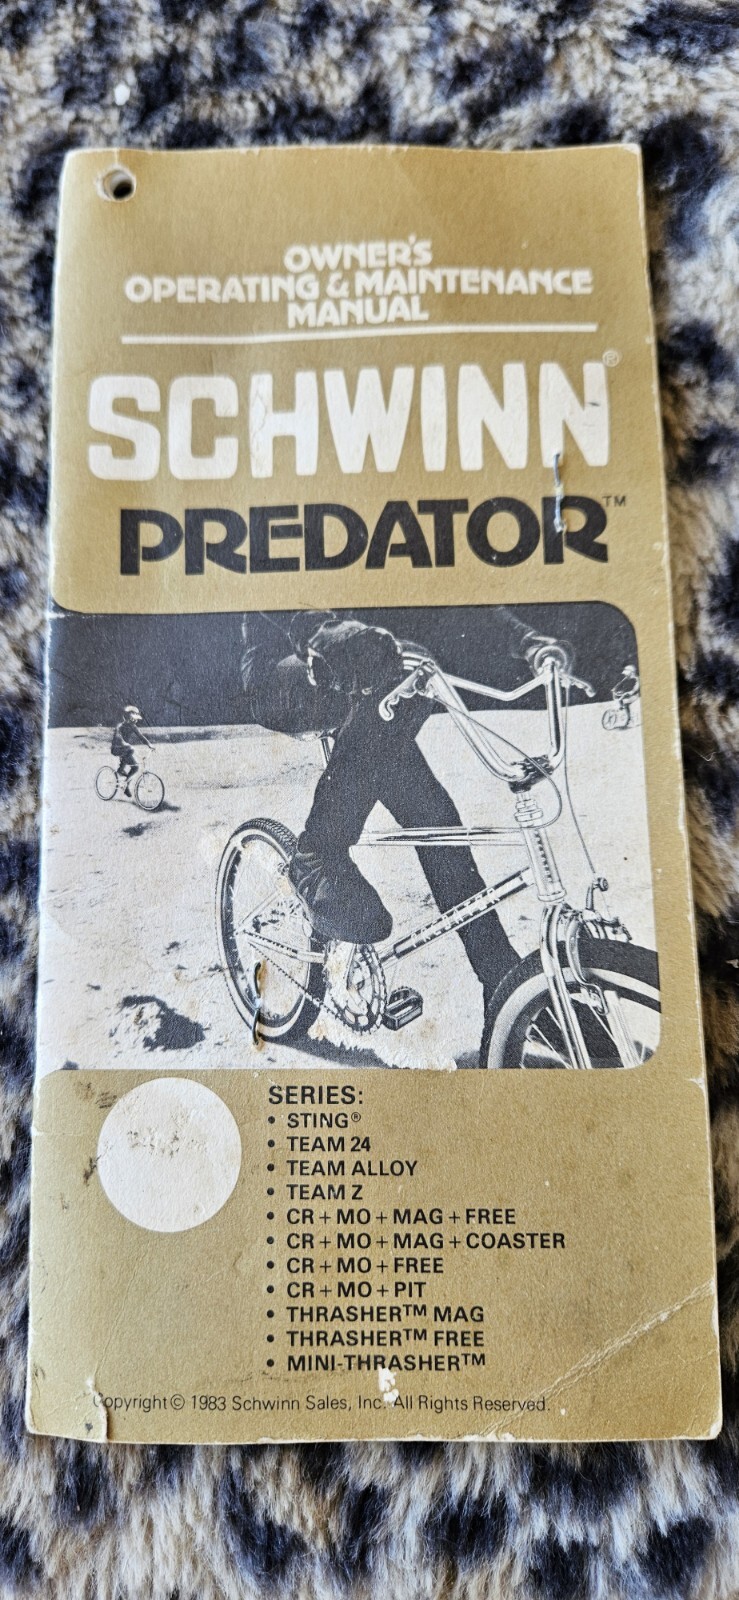 OWNER'S
OPERATING & MAINTENANCE
MANUAL
SCHWINN®
PREDATOR™
PREDATOR
SERIES:
• STING®
• TEAM 24
• TEAM ALLOY
• TEAM Z
• CR+MO+MAG+FREE
• CR+MO+MAG+COASTER
• CR+MO+FREE
• CR+MO+PIT
• THRASHER™ MAG
• THRASHER™ FREE
• MINI-THRASHER™
Copyright© 1983 Schwinn Sales, Inc. All Rights Reserved.